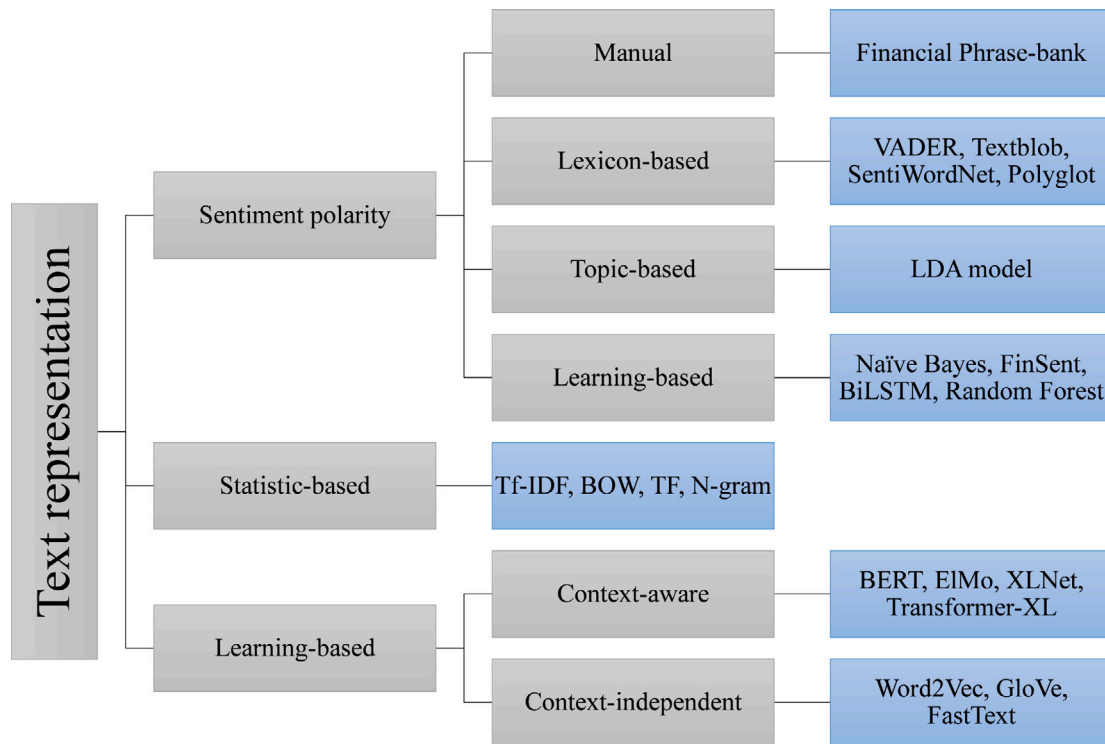 Text representation
Sentiment polarity
Manual
Financial Phrase-bank
Lexicon-based
VADER, Textblob,
SentiWordNet, Polyglot
Topic-based
LDA model
Learning-based
Naïve Bayes, FinSent,
BiLSTM, Random Forest
Statistic-based
Tf-IDF, BOW, TF, N-gram
Learning-based
Context-aware
BERT, ElMo, XLNet,
Transformer-XL
Context-independent
Word2Vec, GloVe,
FastText